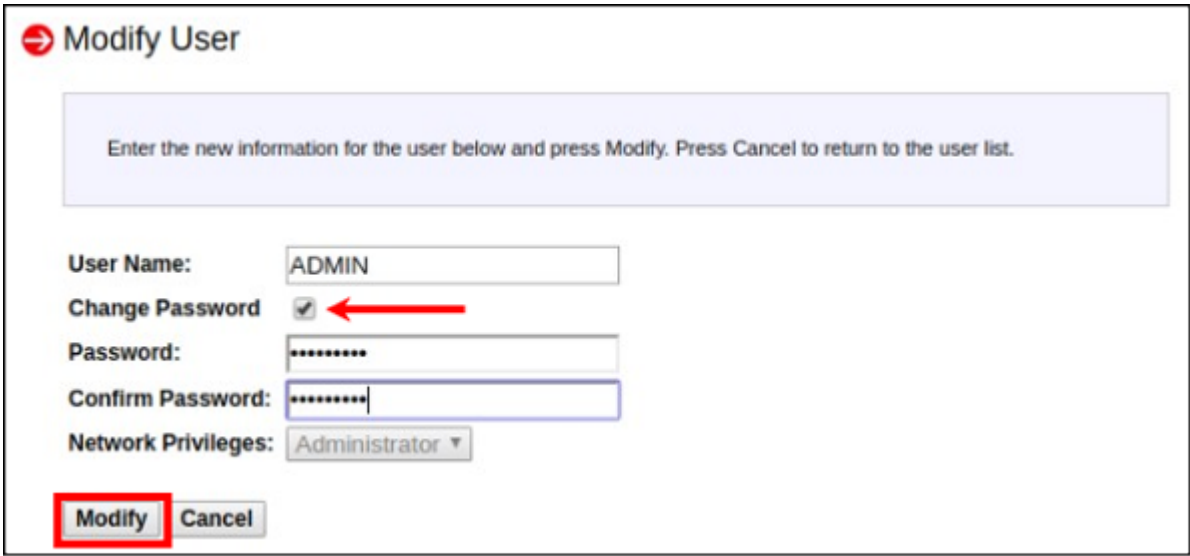 Modify User
Enter the new information for the user below and press Modify. Press Cancel to return to the user list.
User Name: ADMIN
Change Password
Password: •••••••••
Confirm Password: •••••••••
Network Privileges: Administrator
Modify Cancel